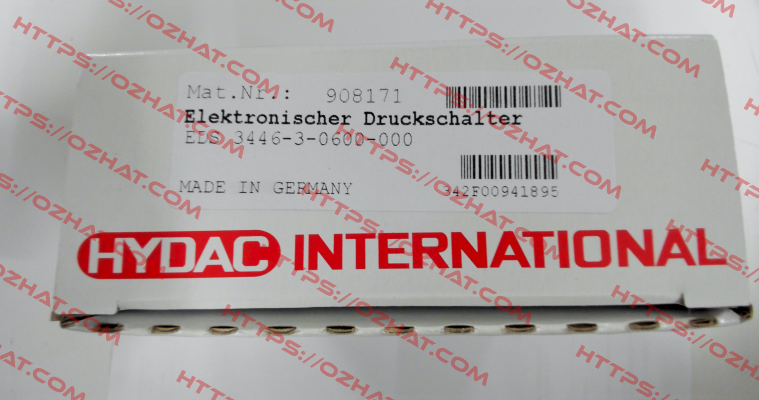 Mat.Nr.: 908171
Elektronischer Druckschalter
EDS 3446-3-0600-000
MADE IN GERMANY 342F00941895
HYDAC INTERNATIONAL
HTTPS://OZHAT.COM